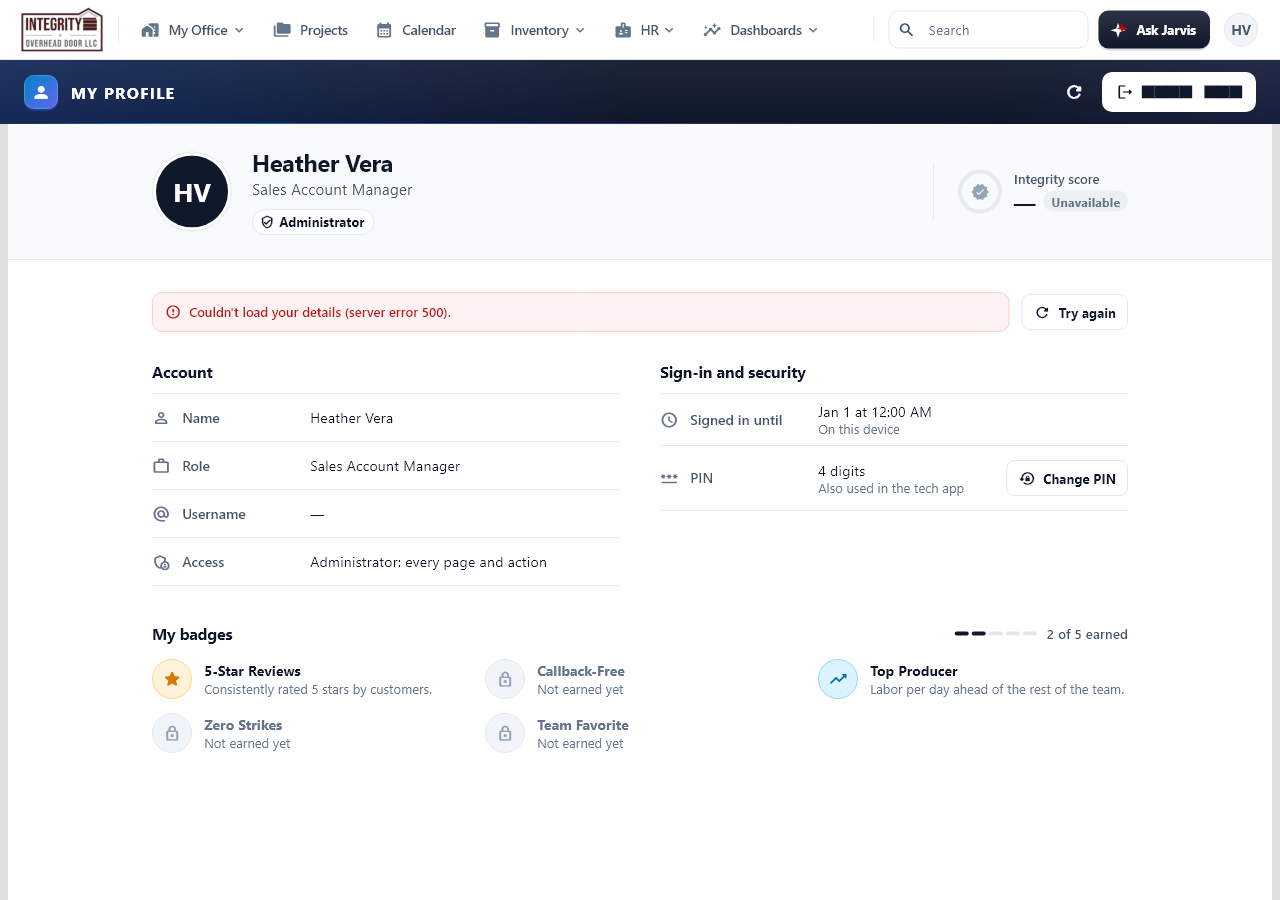 INTEGRITY
OVERHEAD DOOR LLC
My Office
Projects
Calendar
Inventory
HR
Dashboards
Search
Ask Jarvis
HV
MY PROFILE
HV
Heather Vera
Sales Account Manager
Administrator
Integrity score
— Unavailable
Couldn't load your details (server error 500).
Try again
Account
Name Heather Vera
Role Sales Account Manager
Username —
Access Administrator: every page and action
Sign-in and security
Signed in until Jan 1 at 12:00 AM
On this device
PIN 4 digits
Also used in the tech app
Change PIN
My badges
2 of 5 earned
5-Star Reviews
Consistently rated 5 stars by customers.
Callback-Free
Not earned yet
Top Producer
Labor per day ahead of the rest of the team.
Zero Strikes
Not earned yet
Team Favorite
Not earned yet